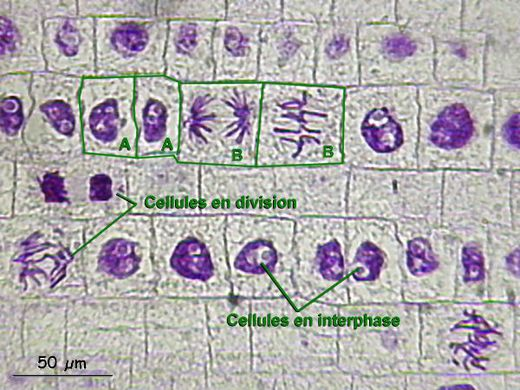 A
A
B
B
Cellules en division
Cellules en interphase
50 µm